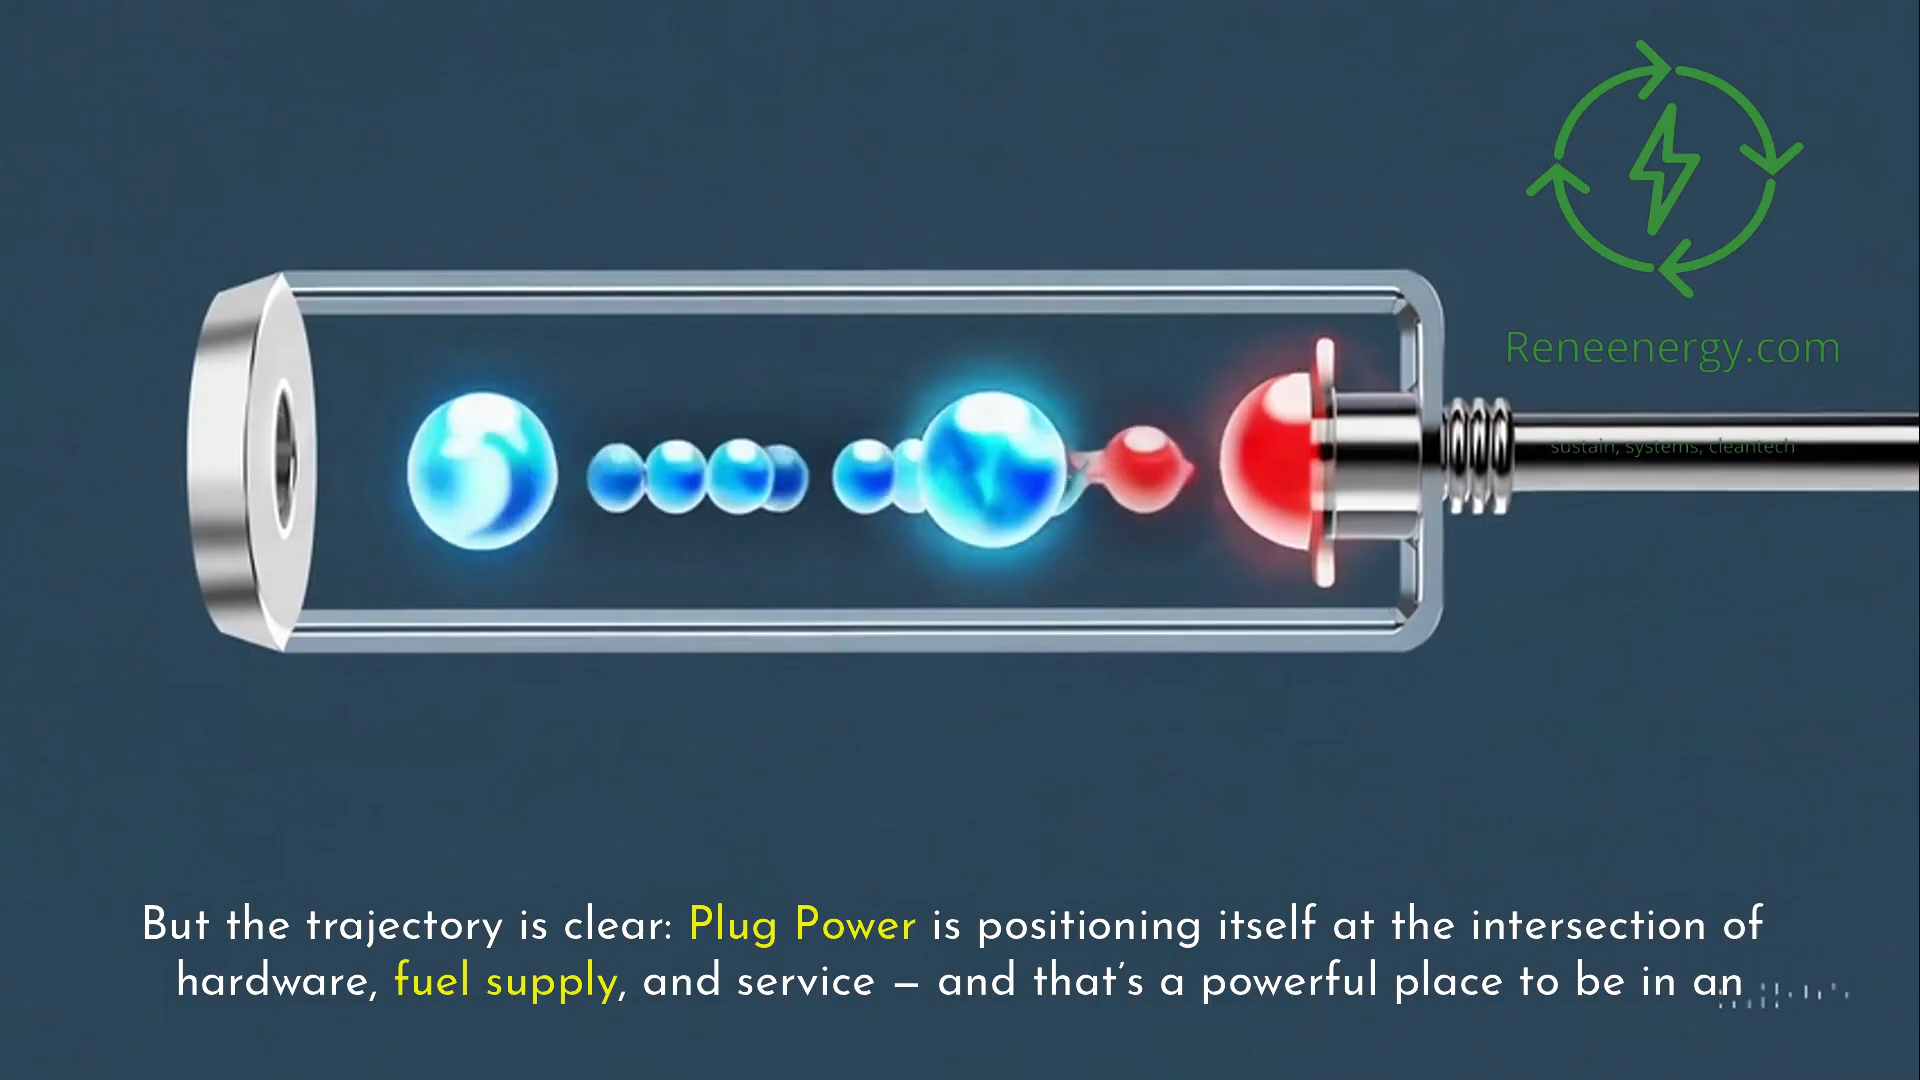 Reneenergy.com
sustain, systems, cleantech
But the trajectory is clear: Plug Power is positioning itself at the intersection of
hardware, fuel supply, and service – and that's a powerful place to be in an